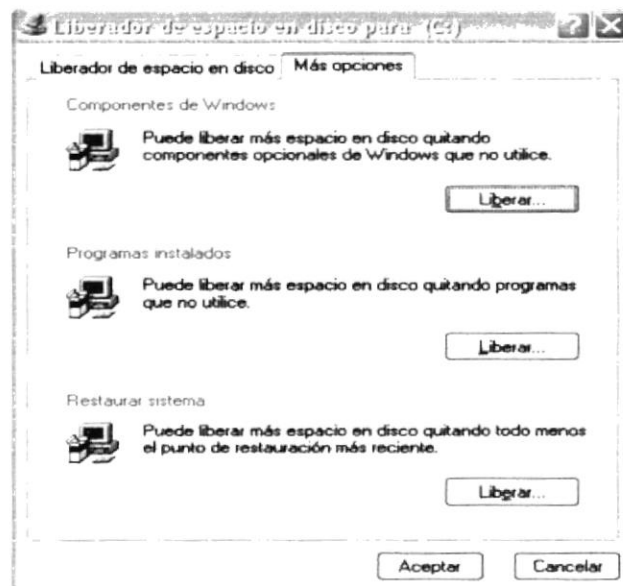 Liberador de espacio en disco para (C:)
Liberador de espacio en disco
Más opciones
Componentes de Windows
Puede liberar más espacio en disco quitando
componentes opcionales de Windows que no utilice.
Liberar...
Programas instalados
Puede liberar más espacio en disco quitando programas
que no utilice.
Liberar...
Restaurar sistema
Puede liberar más espacio en disco quitando todo menos
el punto de restauración más reciente.
Liberar...
Aceptar
Cancelar